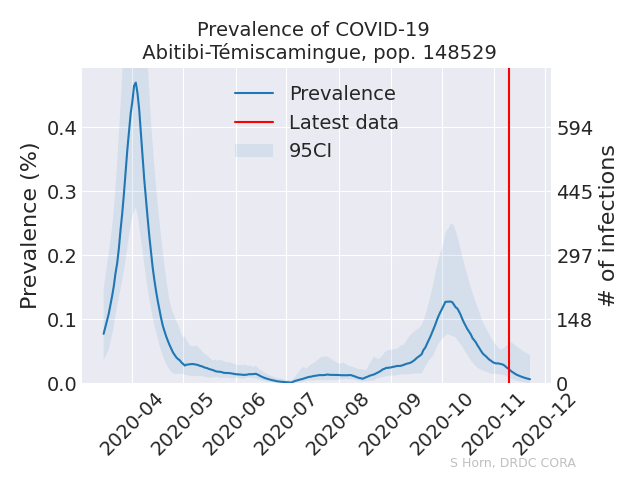 Prevalence of COVID-19
Abitibi-Témiscamingue, pop. 148529
Prevalence
Latest data
95CI
Prevalence (%)
0.4
0.3
0.2
0.1
0.0
# of infections
594
445
297
148
0
2020-04
2020-05
2020-06
2020-07
2020-08
2020-09
2020-10
2020-11
2020-12
S Horn, DRDC CORA